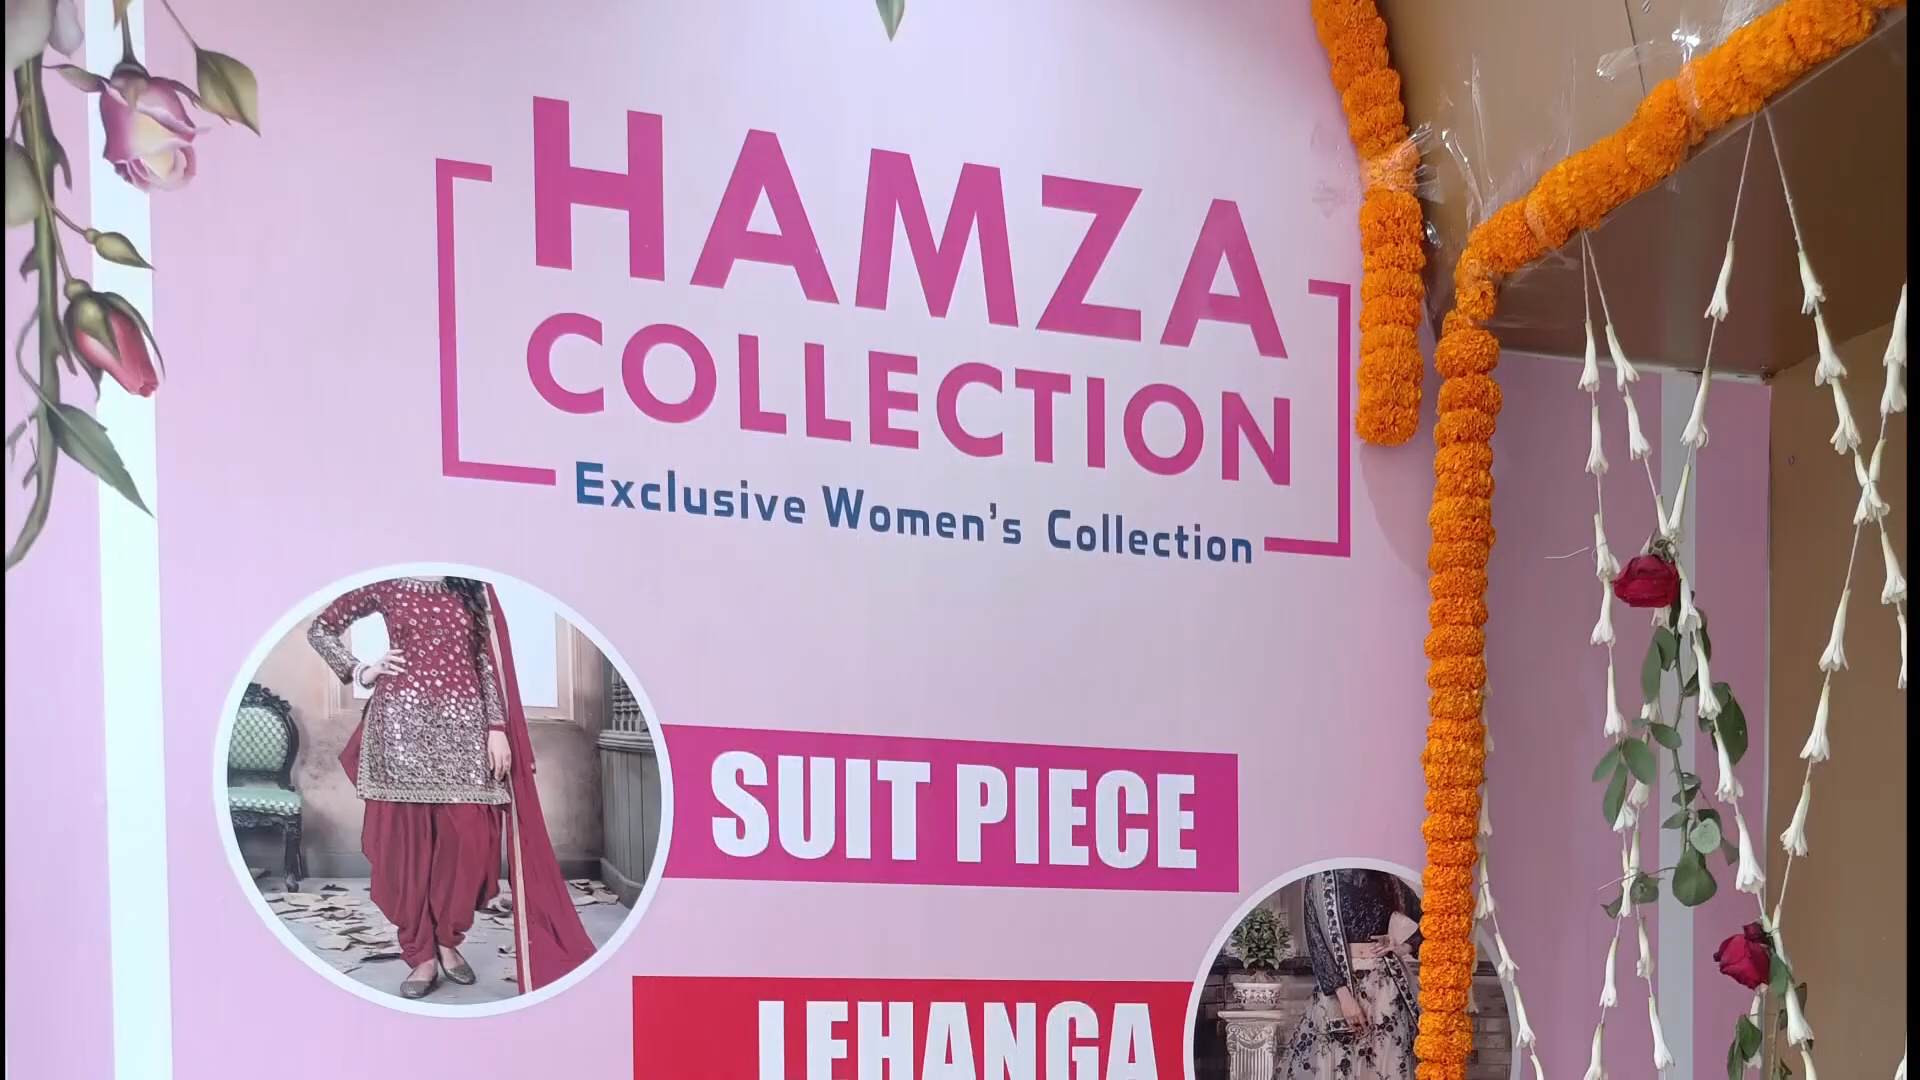 HAMZA
COLLECTION
Exclusive Women's Collection
SUIT PIECE
LEHANGA